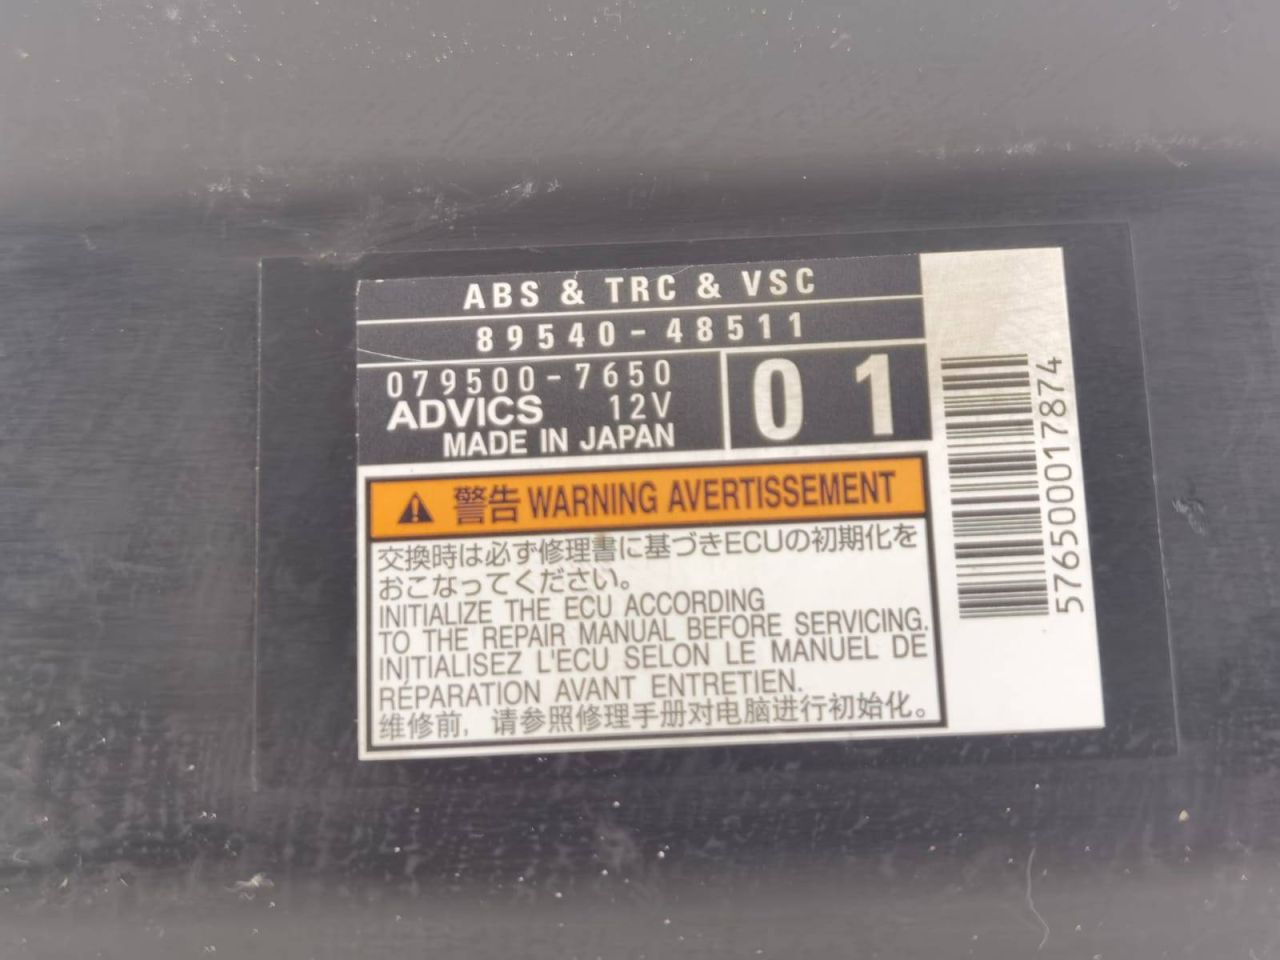 ABS & TRC & VSC
89540-48511
079500-7650
ADVICS 12V
MADE IN JAPAN
01
576500017874
警告 WARNING AVERTISSEMENT
交換時は必ず修理書に基づきECUの初期化を
おこなってください。
INITIALIZE THE ECU ACCORDING
TO THE REPAIR MANUAL BEFORE SERVICING.
INITIALISEZ L'ECU SELON LE MANUEL DE
RÉPARATION AVANT ENTRETIEN.
维修前，请参照修理手册对电脑进行初始化。